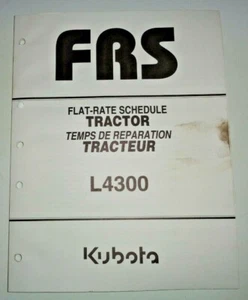 FRS
FLAT-RATE SCHEDULE
TRACTOR
TEMPS DE REPARATION
TRACTEUR
L4300
Kubota